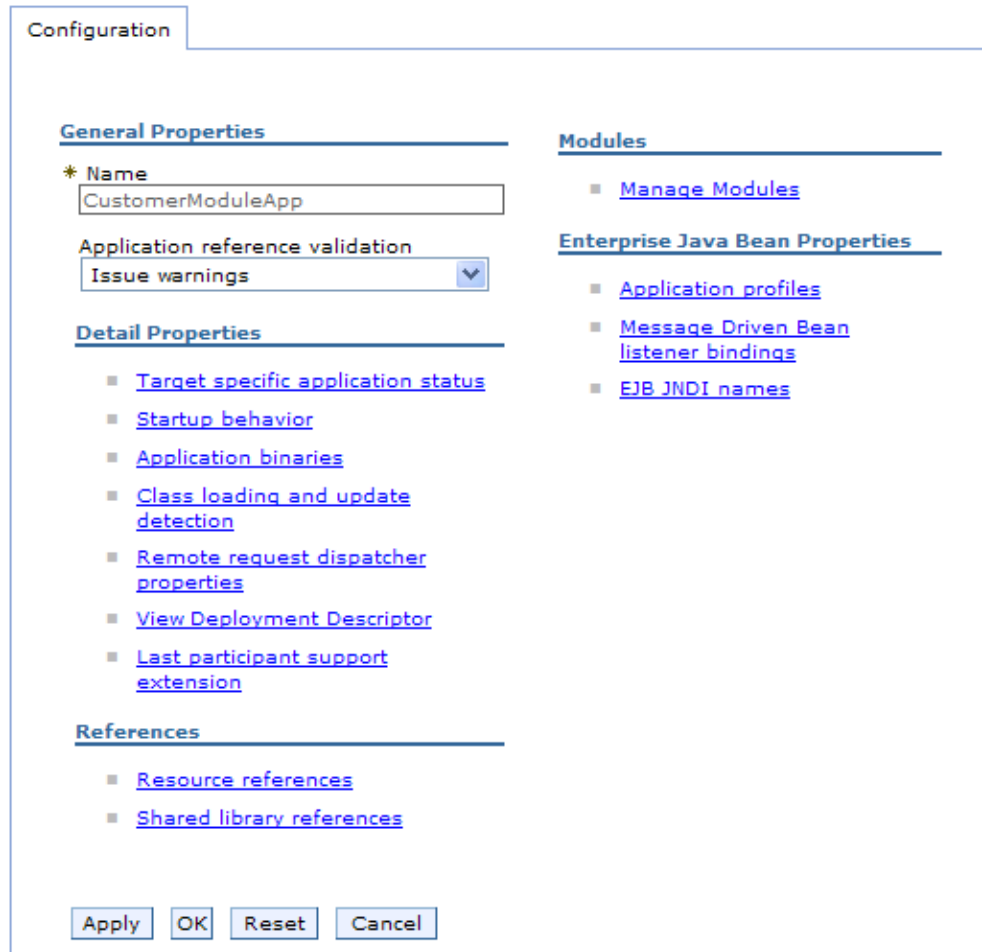 Configuration
General Properties
* Name
CustomerModuleApp
Application reference validation
Issue warnings
Detail Properties
Target specific application status
Startup behavior
Application binaries
Class loading and update
detection
Remote request dispatcher
properties
View Deployment Descriptor
Last participant support
extension
References
Resource references
Shared library references
Modules
Manage Modules
Enterprise Java Bean Properties
Application profiles
Message Driven Bean
listener bindings
EJB JNDI names
Apply OK Reset Cancel